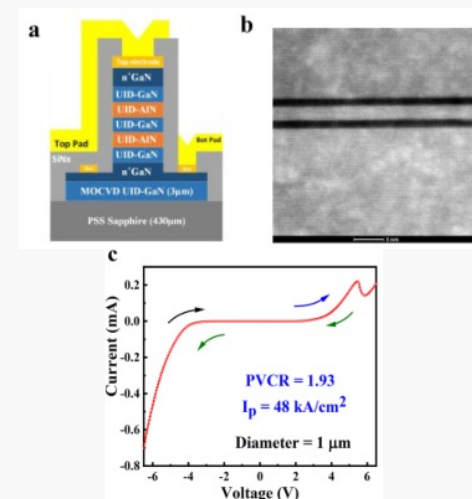 a
Top electrode
n⁺GaN
UID-GaN
UID-AlN
UID-GaN
UID-AlN
UID-GaN
n⁺GaN
Top Pad
Bot Pad
SiNx
MOCVD UID-GaN (3μm)
PSS Sapphire (430μm)
b
c
0.2
0.0
-0.2
-0.4
-0.6
-0.8
Current (mA)
PVCR = 1.93
Iₚ = 48 kA/cm²
Diameter = 1 μm
-6 -4 -2 0 2 4 6
Voltage (V)